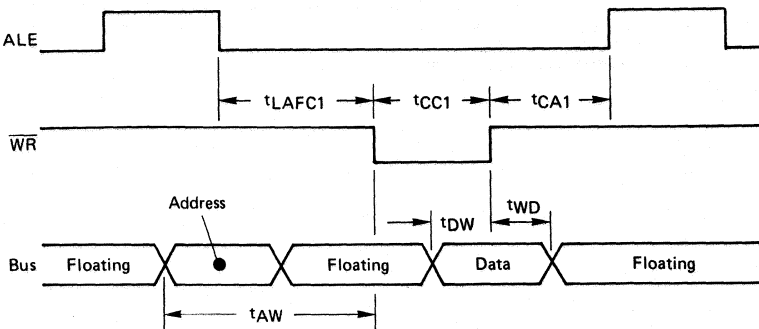 ALE
tLAFC1 tCC1 tCA1
WR
Address
tDW tWD
Bus Floating Floating Data Floating
tAW